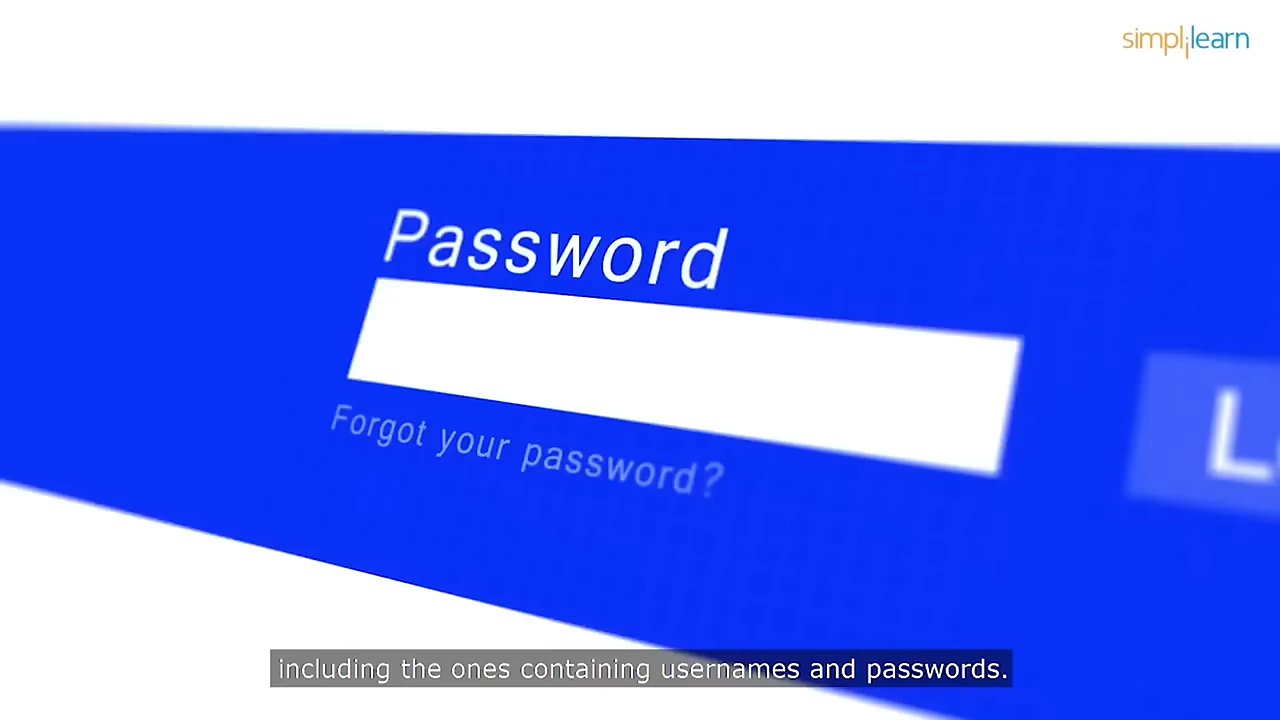 simplilearn
Password
Forgot your password?
including the ones containing usernames and passwords.